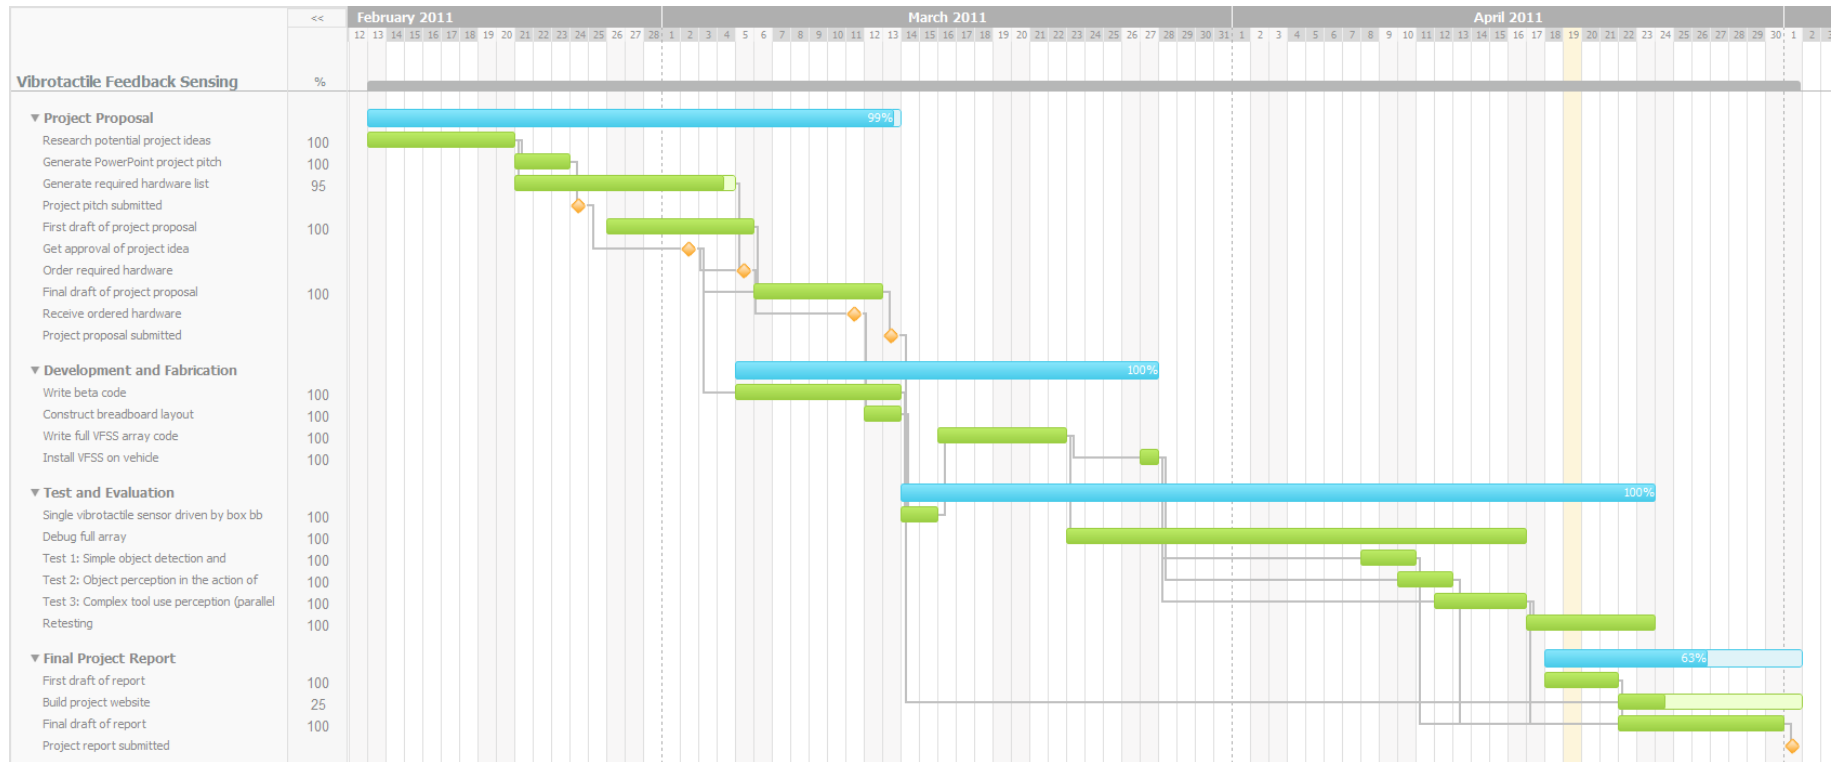 << February 2011 March 2011 April 2011
12 13 14 15 16 17 18 19 20 21 22 23 24 25 26 27 28 1 2 3 4 5 6 7 8 9 10 11 12 13 14 15 16 17 18 19 20 21 22 23 24 25 26 27 28 29 30 31 1 2 3 4 5 6 7 8 9 10 11 12 13 14 15 16 17 18 19 20 21 22 23 24 25 26 27 28 29 30 1 2 3
Vibrotactile Feedback Sensing %
Project Proposal 99%
Research potential project ideas 100
Generate PowerPoint project pitch 100
Generate required hardware list 95
Project pitch submitted
First draft of project proposal 100
Get approval of project idea
Order required hardware
Final draft of project proposal 100
Receive ordered hardware
Project proposal submitted
Development and Fabrication 100%
Write beta code 100
Construct breadboard layout 100
Write full VFSS array code 100
Install VFSS on vehicle 100
Test and Evaluation 100%
Single vibrotactile sensor driven by box bb 100
Debug full array 100
Test 1: Simple object detection and 100
Test 2: Object perception in the action of 100
Test 3: Complex tool use perception (parallel 100
Retesting 100
Final Project Report 63%
First draft of report 100
Build project website 25
Final draft of report 100
Project report submitted